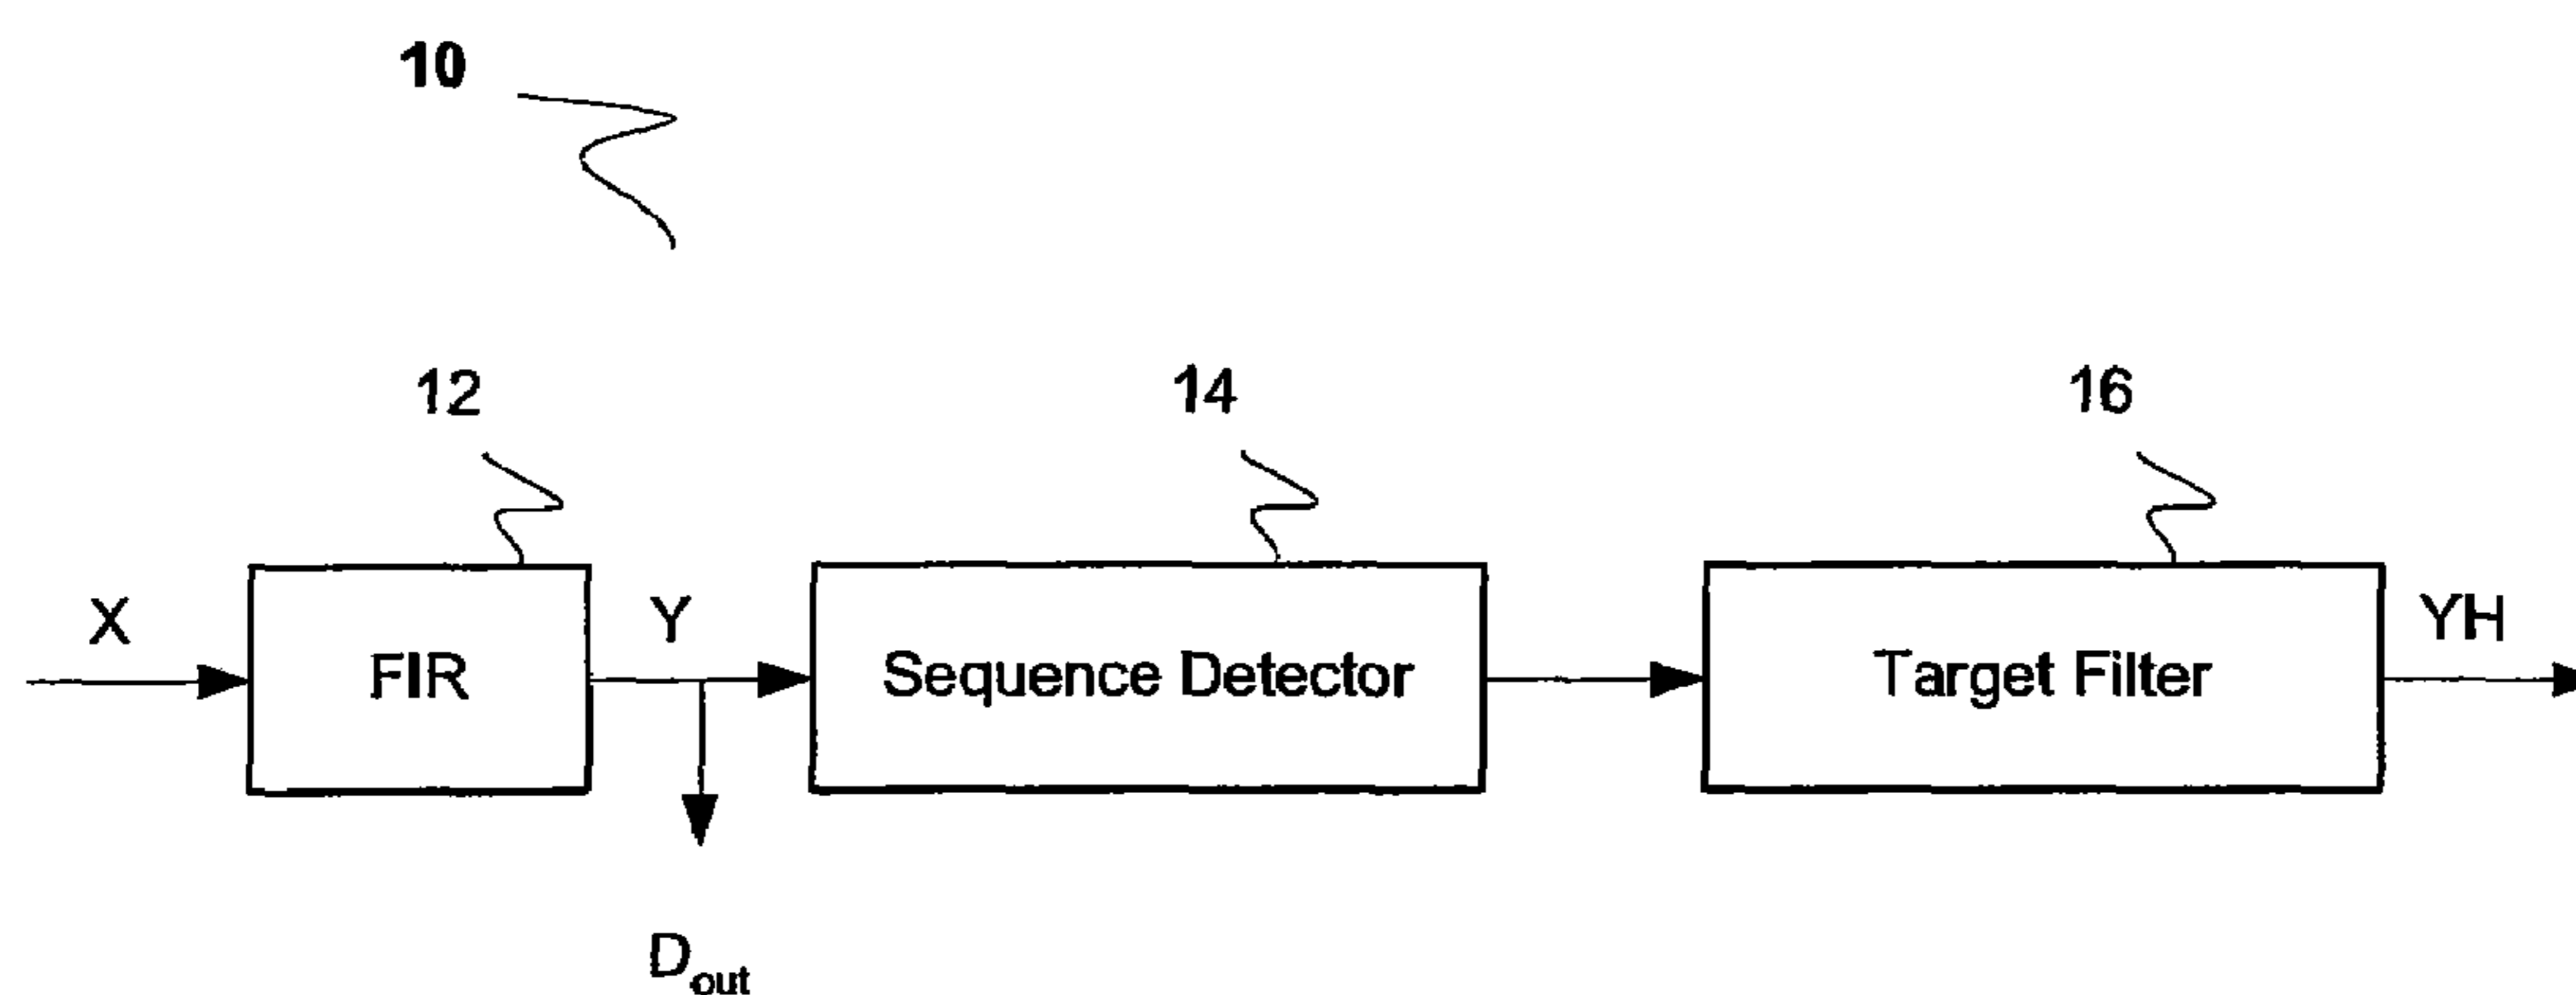 10
12
14
16
X
FIR
Y
Sequence Detector
Target Filter
YH
Dout